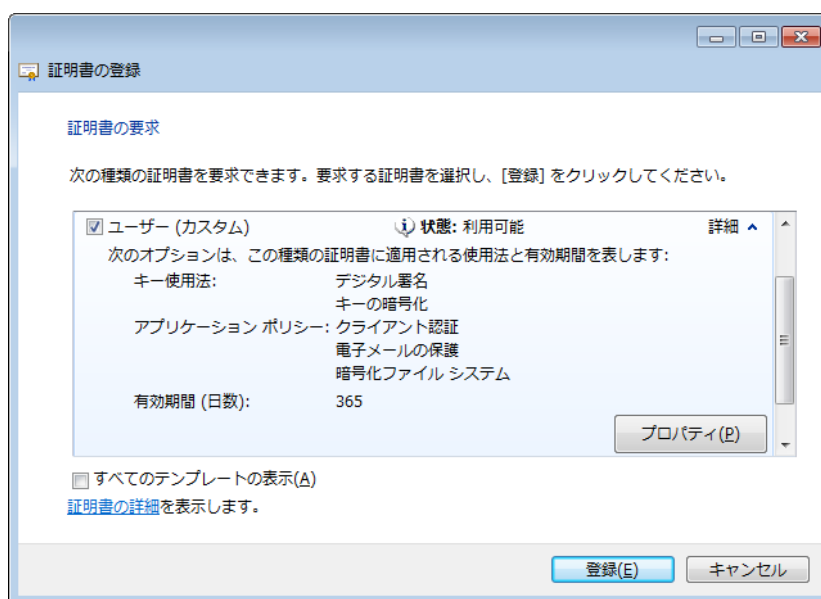 証明書の登録
証明書の要求
次の種類の証明書を要求できます。要求する証明書を選択し、[登録] をクリックしてください。
ユーザー (カスタム) 状態: 利用可能 詳細
次のオプションは、この種類の証明書に適用される使用法と有効期間を表します:
キー使用法: デジタル署名
キーの暗号化
アプリケーション ポリシー: クライアント認証
電子メールの保護
暗号化ファイル システム
有効期間 (日数): 365
プロパティ(P)
すべてのテンプレートの表示(A)
証明書の詳細を表示します。
登録(E) キャンセル